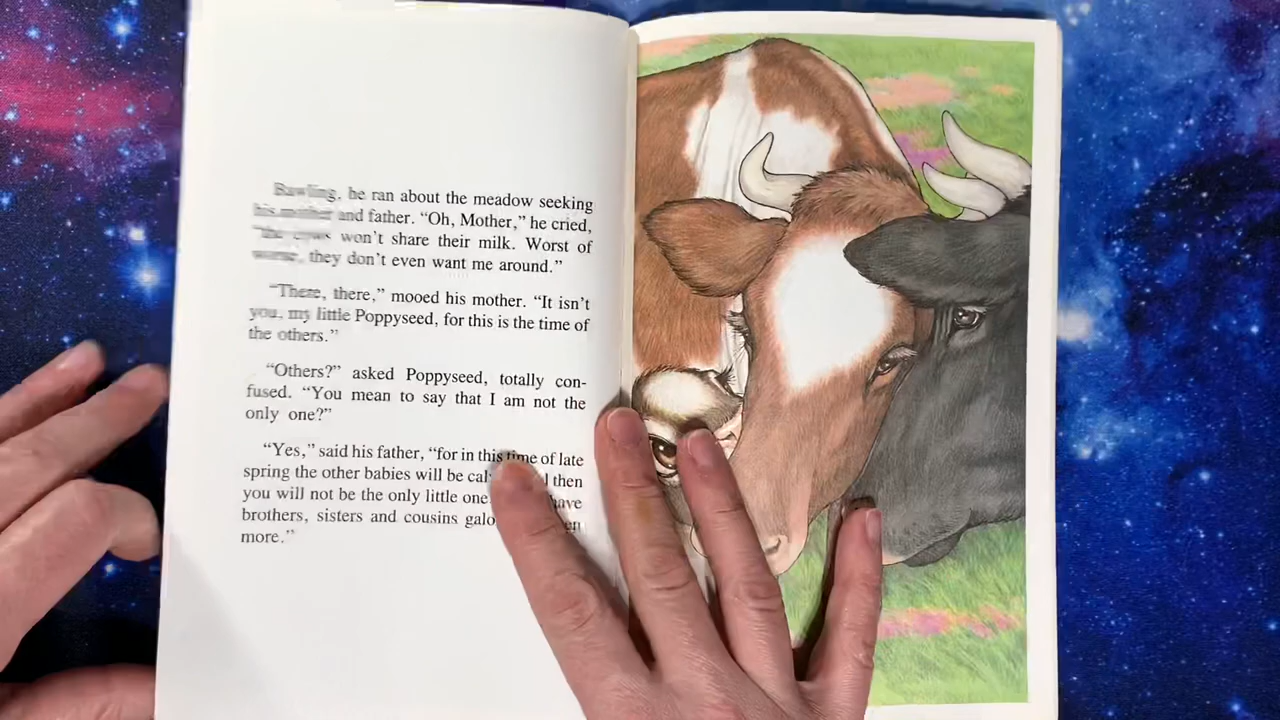 Bawling, he ran about the meadow seeking
his mother and father. “Oh, Mother,” he cried,
“the cows won’t share their milk. Worst of
worse, they don’t even want me around.”
“There, there,” mooed his mother. “It isn’t
you, my little Poppyseed, for this is the time of
the others.”
“Others?” asked Poppyseed, totally con-
fused. “You mean to say that I am not the
only one?”
“Yes,” said his father, “for in this time of late
spring the other babies will be then
you will not be the only little one have
brothers, sisters and cousins
more.”